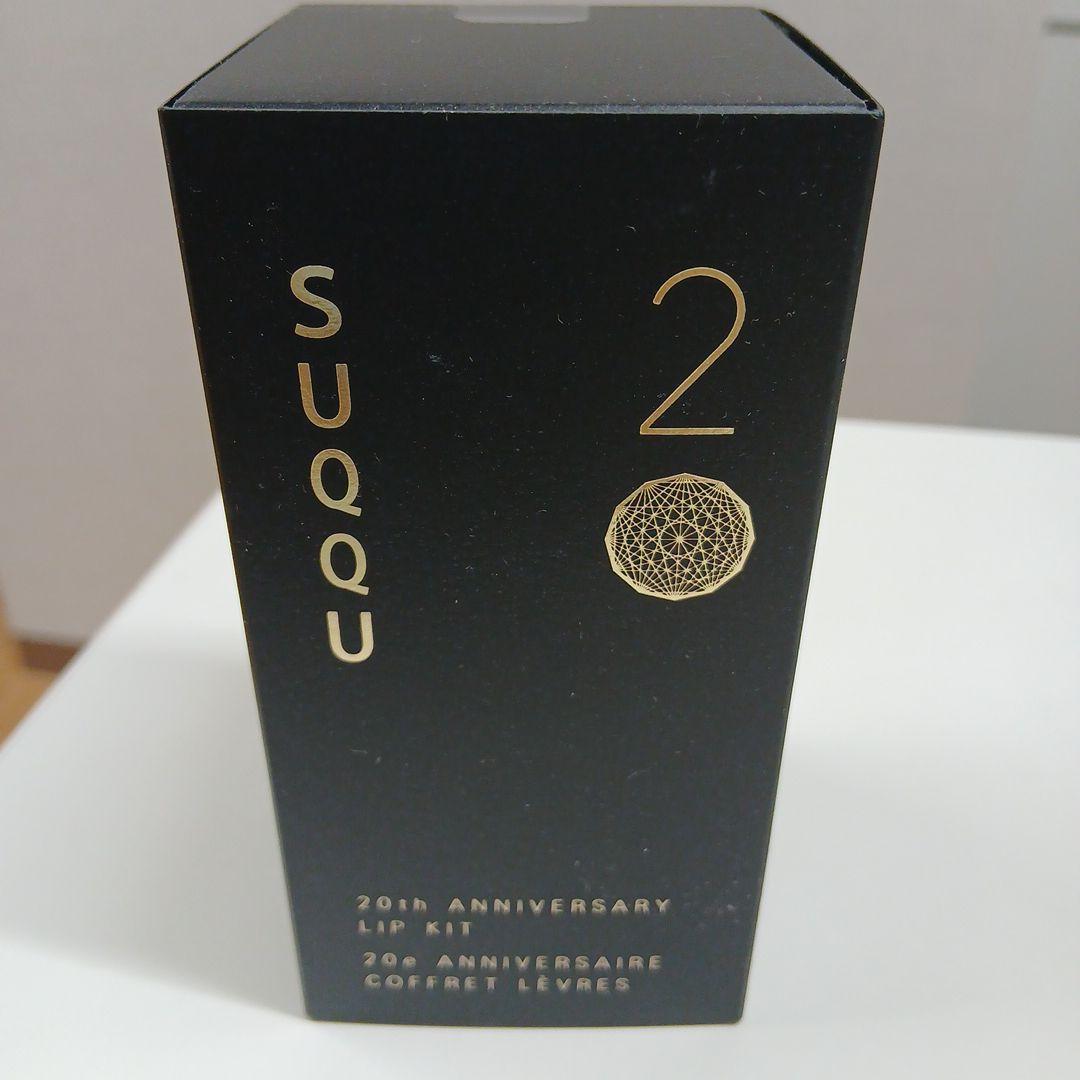 SUQQU
2
20th ANNIVERSARY
LIP KIT
20e ANNIVERSAIRE
COFFRET LÈVRES